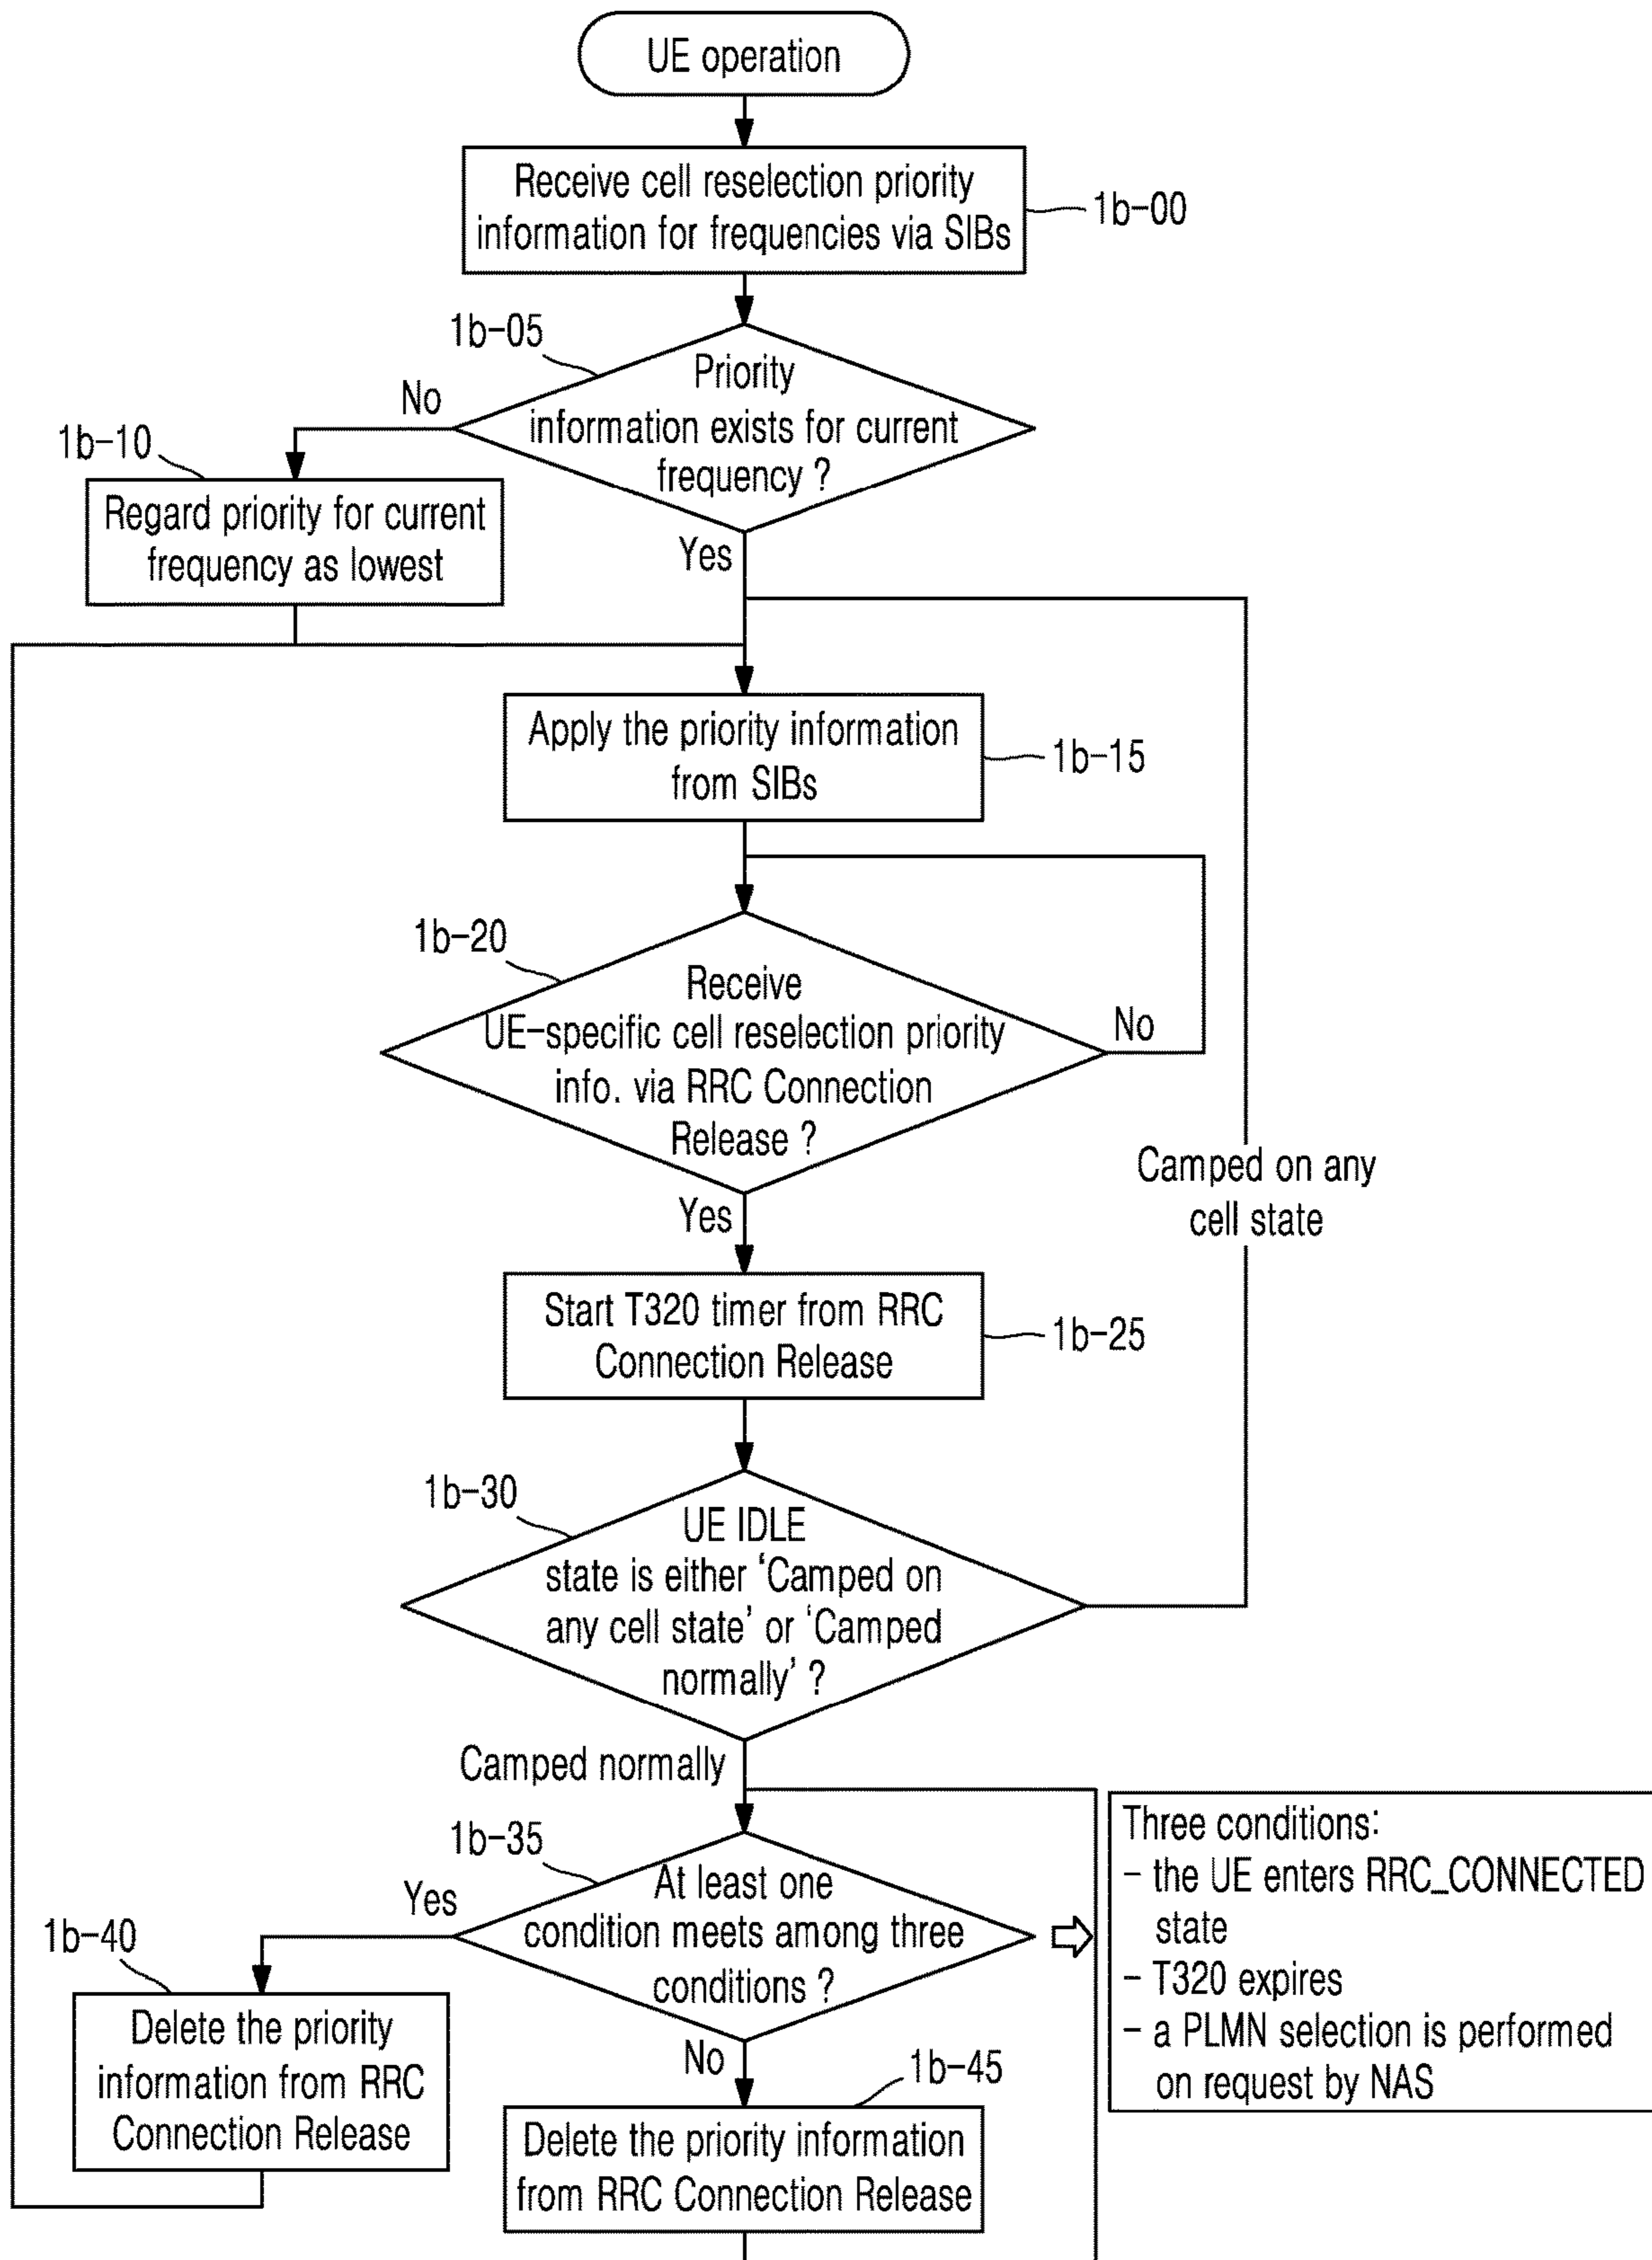 UE operation
Receive cell reselection priority
information for frequencies via SIBs
1b-00
1b-05
Priority
information exists for current
frequency ?
No
Yes
1b-10
Regard priority for current
frequency as lowest
Apply the priority information
from SIBs
1b-15
1b-20
Receive
UE-specific cell reselection priority
info. via RRC Connection
Release ?
No
Yes
Camped on any
cell state
Start T320 timer from RRC
Connection Release
1b-25
1b-30
UE IDLE
state is either 'Camped on
any cell state' or 'Camped
normally' ?
Camped normally
1b-35
At least one
condition meets among three
conditions ?
Yes
No
Three conditions:
- the UE enters RRC_CONNECTED
state
- T320 expires
- a PLMN selection is performed
on request by NAS
1b-40
Delete the priority
information from RRC
Connection Release
1b-45
Delete the priority information
from RRC Connection Release